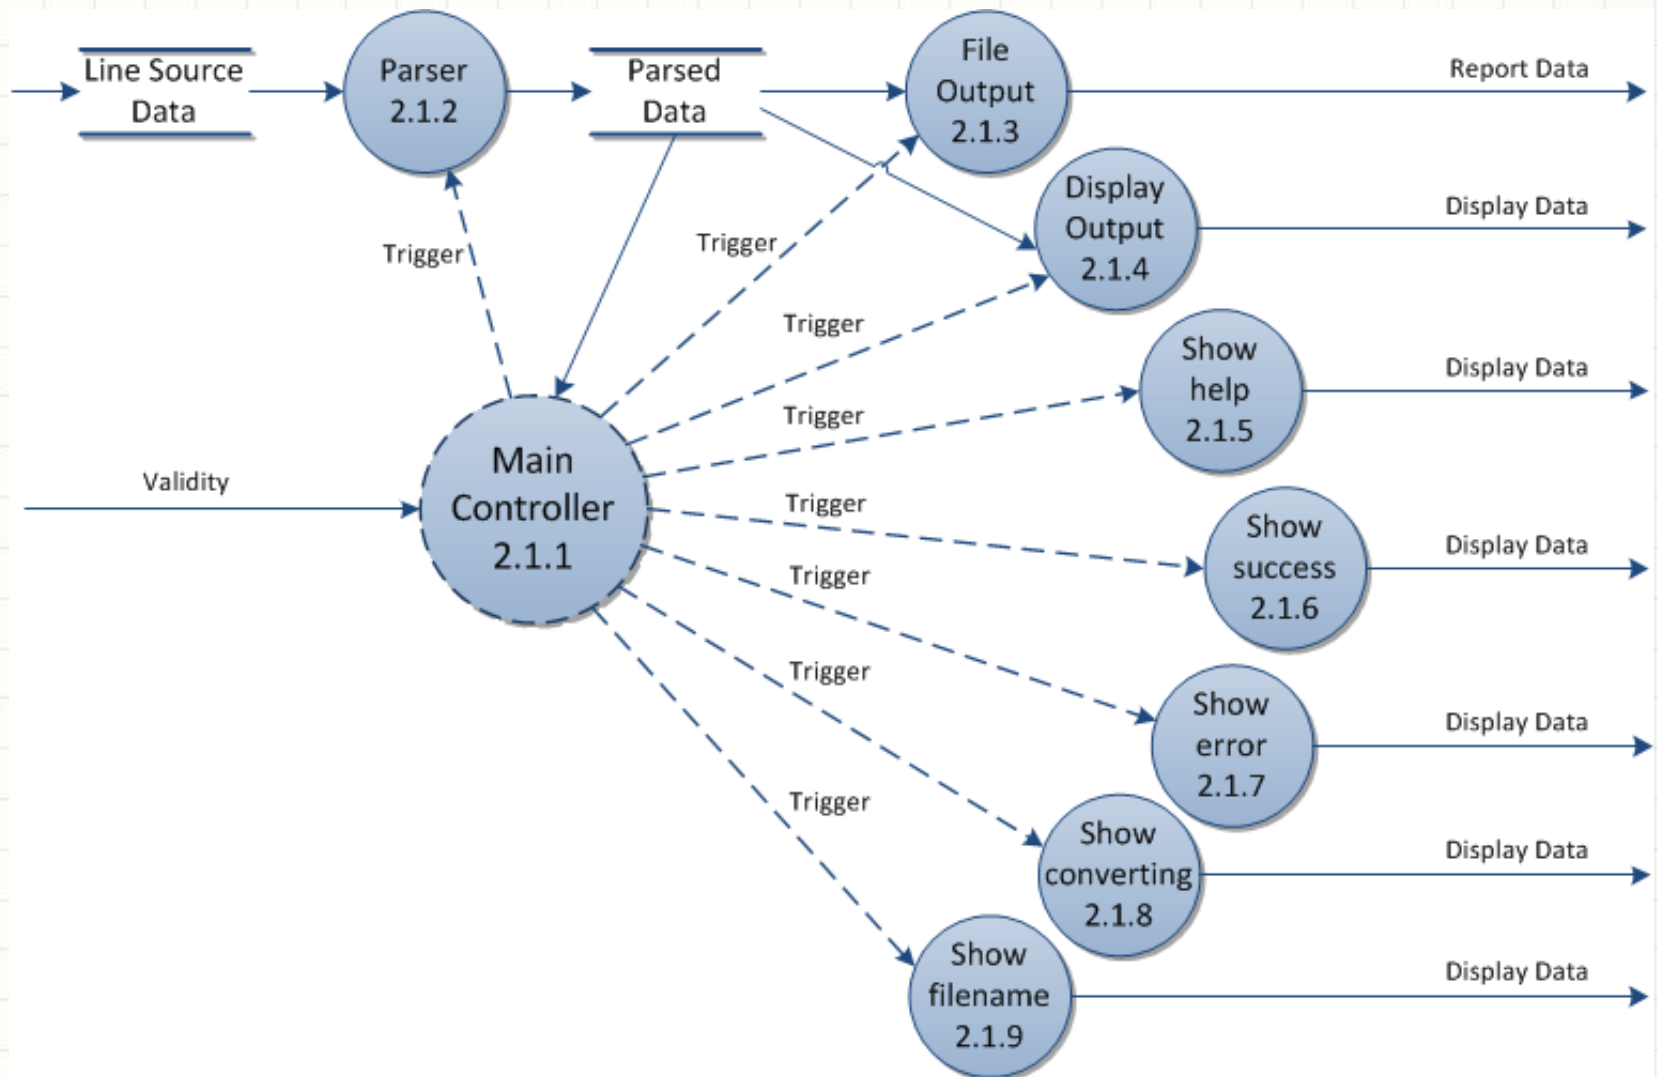 Line Source
Data
Parser
2.1.2
Parsed
Data
File
Output
2.1.3
Report Data
Display
Output
2.1.4
Display Data
Trigger
Trigger
Trigger
Show
help
2.1.5
Display Data
Trigger
Validity
Main
Controller
2.1.1
Trigger
Show
success
2.1.6
Display Data
Trigger
Show
error
2.1.7
Display Data
Trigger
Show
converting
2.1.8
Display Data
Trigger
Show
filename
2.1.9
Display Data